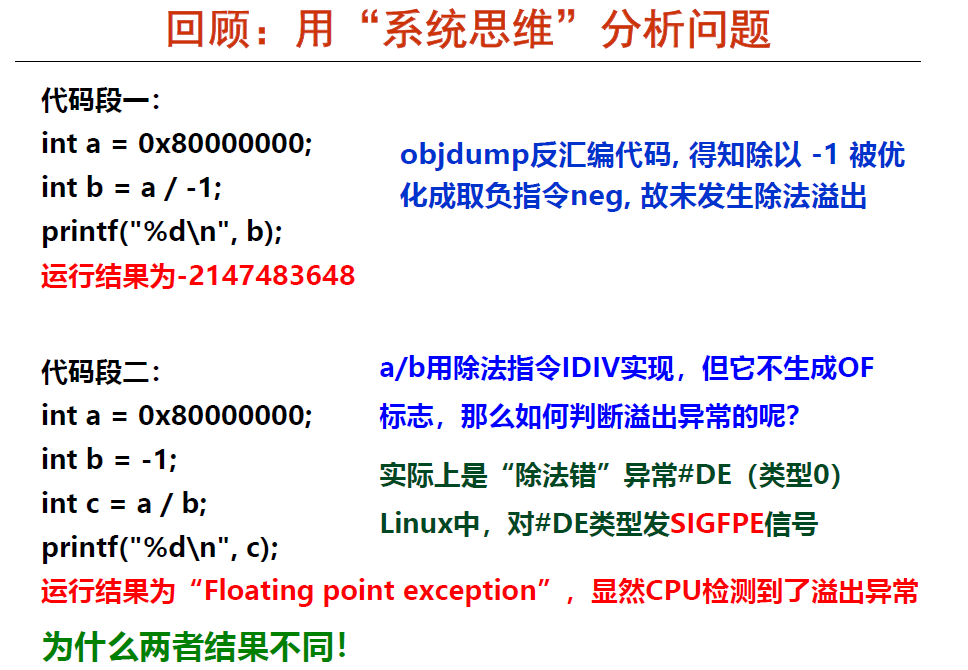 回顾：用“系统思维”分析问题
代码段一：
int a = 0x80000000;
int b = a / -1;
printf("%d\n", b);
运行结果为-2147483648
objdump反汇编代码, 得知除以 -1 被优
化成取负指令neg, 故未发生除法溢出
代码段二：
int a = 0x80000000;
int b = -1;
int c = a / b;
printf("%d\n", c);
a/b用除法指令IDIV实现，但它不生成OF
标志，那么如何判断溢出异常的呢？
实际上是“除法错”异常#DE（类型0）
Linux中，对#DE类型发SIGFPE信号
运行结果为“Floating point exception”，显然CPU检测到了溢出异常
为什么两者结果不同！